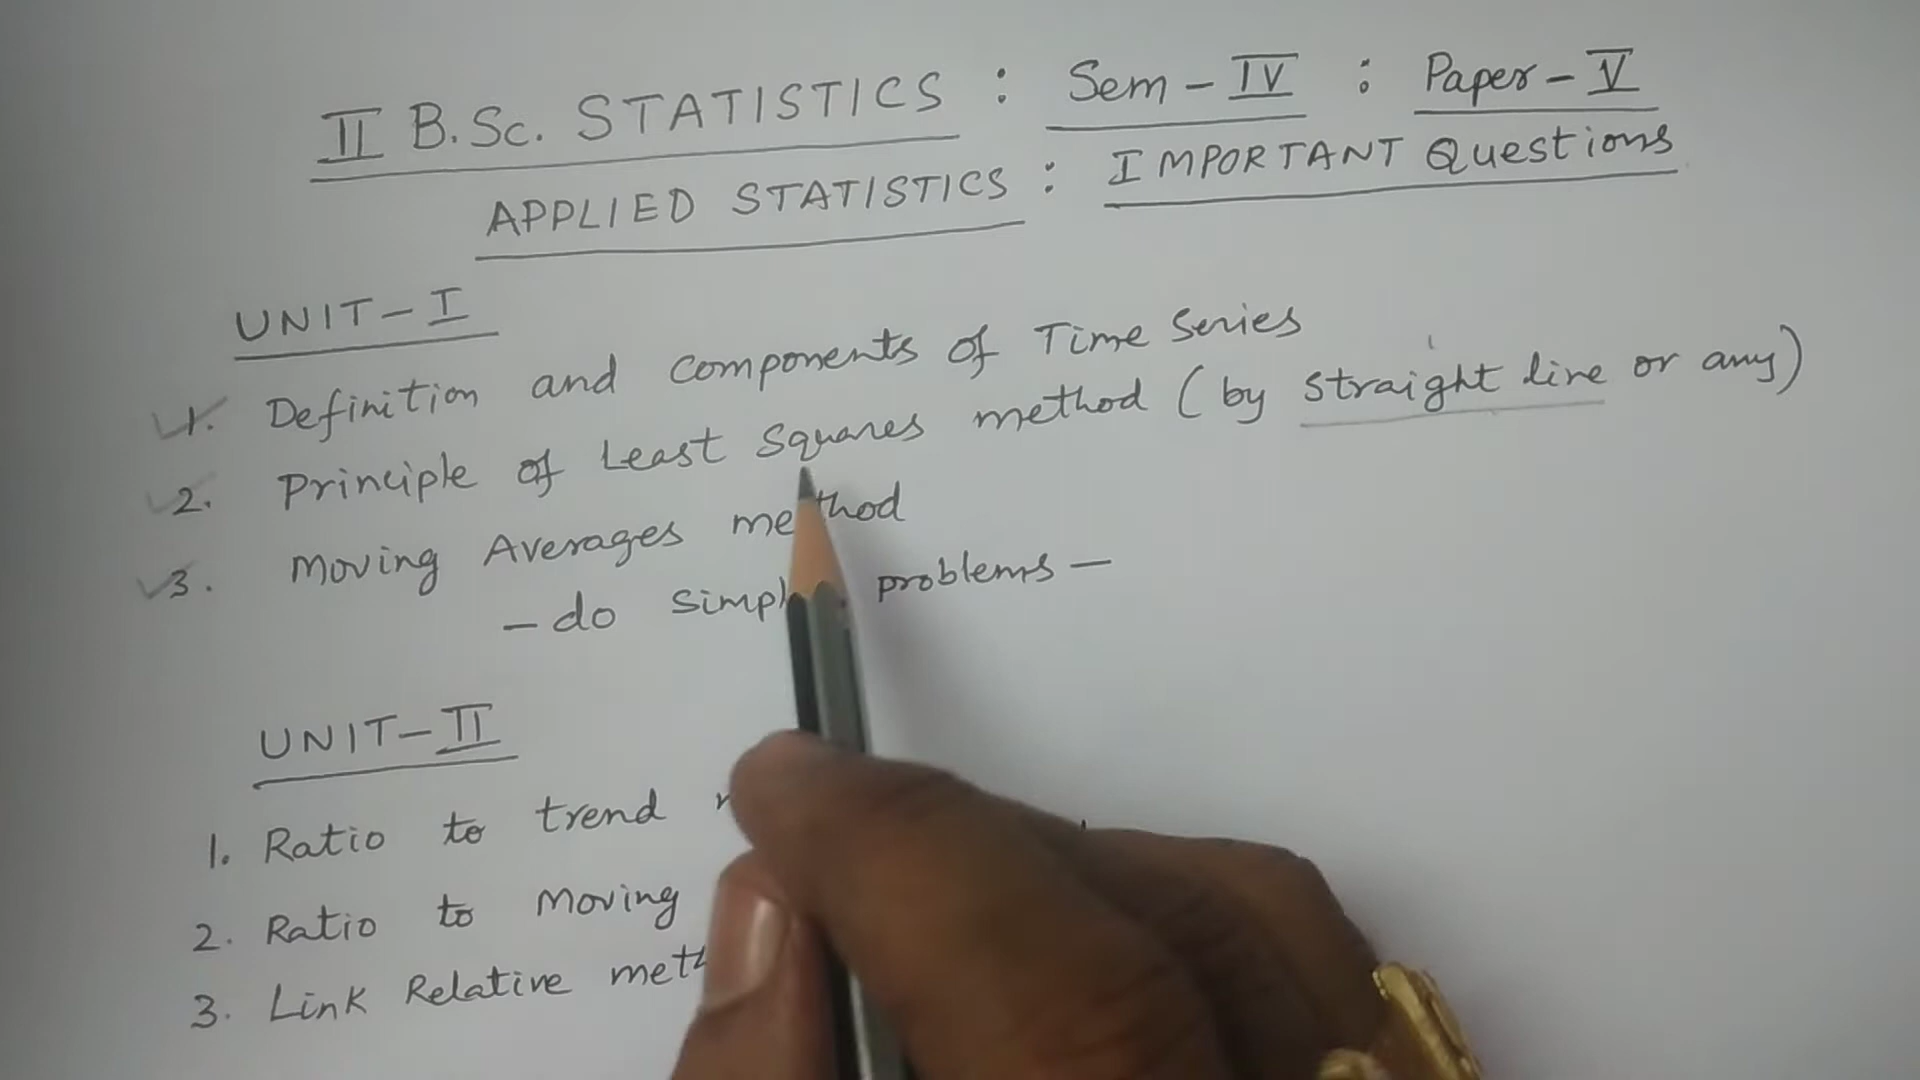 II B.Sc. STATISTICS : Sem - IV : Paper - V
APPLIED STATISTICS : IMPORTANT Questions
UNIT - I
1. Definition and components of Time Series
2. Principle of Least Squares method (by straight line or any)
3. Moving Averages method
- do simple problems -
UNIT - II
1. Ratio to trend
2. Ratio to Moving
3. Link Relative